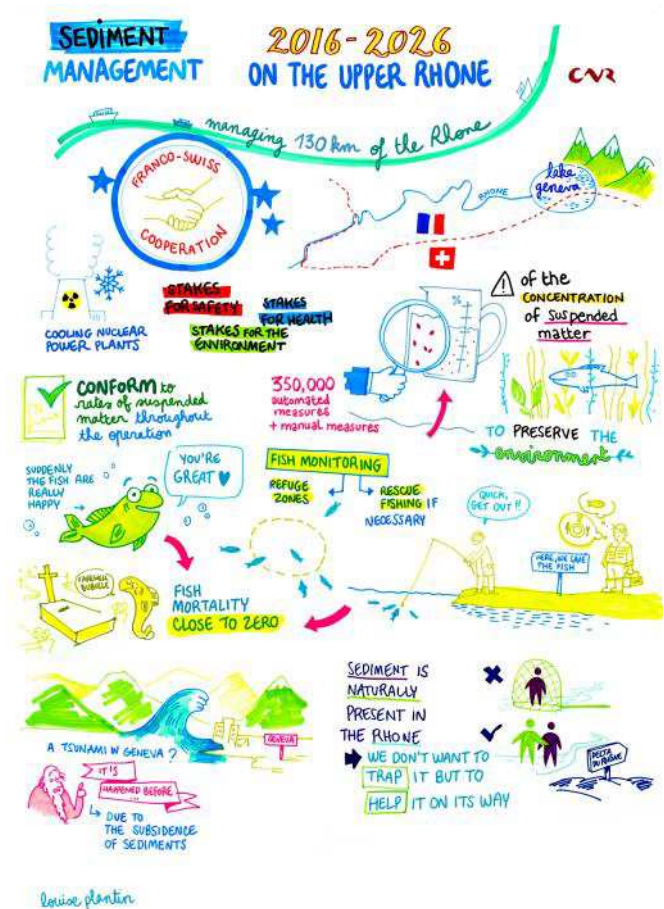 SEDIMENT
MANAGEMENT
2016-2026
ON THE UPPER RHONE
CNR
managing 130 km of the Rhone
FRANCO-SWISS
COOPERATION
RHONE
lake
geneva
COOLING NUCLEAR
POWER PLANTS
STAKES
FOR SAFETY
STAKES
FOR HEALTH
STAKES FOR THE
ENVIRONMENT
%
! of the
CONCENTRATION
of suspended
matter
CONFORM to
rates of suspended
matter throughout
the operation
350,000
automated
measures
+ manual measures
TO PRESERVE THE
environment
SUDDENLY
THE FISH ARE
REALLY
HAPPY
YOU'RE
GREAT
FISH MONITORING
REFUGE
ZONES
RESCUE
FISHING IF
NECESSARY
QUICK,
GET OUT !!
HERE, WE SAVE
THE FISH
FAREWELL
FISH
MORTALITY
CLOSE TO ZERO
A TSUNAMI IN GENEVA ?
GENEVA
IT'S
HAPPENED BEFORE...
DUE TO
THE SUBSIDENCE
OF SEDIMENTS
SEDIMENT IS
NATURALLY
PRESENT IN
THE RHONE
WE DON'T WANT TO
TRAP IT BUT TO
HELP IT ON ITS WAY
DELTA
DU RHONE
louise plantin